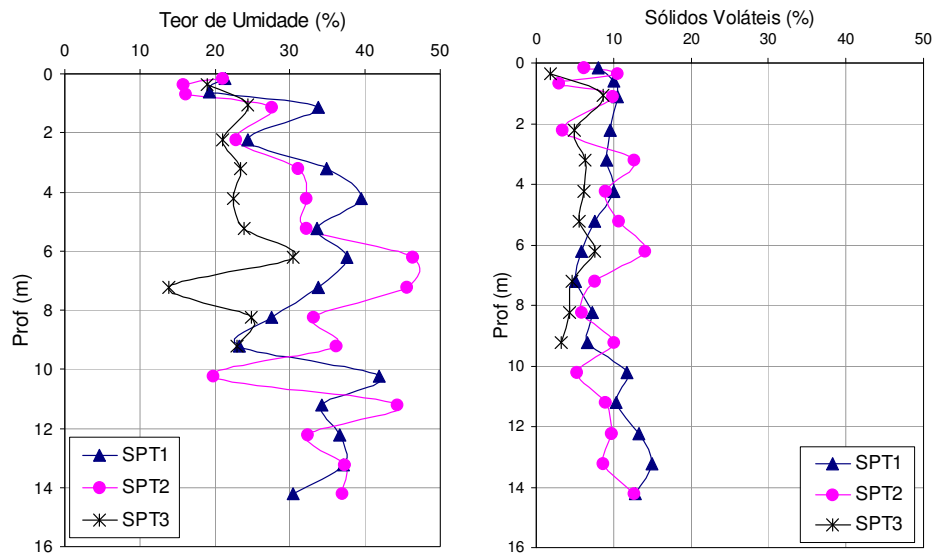 Teor de Umidade (%)
0 10 20 30 40 50
0
2
4
6
8
10
12
14
16
Prof (m)
SPT1
SPT2
SPT3
Sólidos Voláteis (%)
0 10 20 30 40 50
0
2
4
6
8
10
12
14
16
Prof (m)
SPT1
SPT2
SPT3